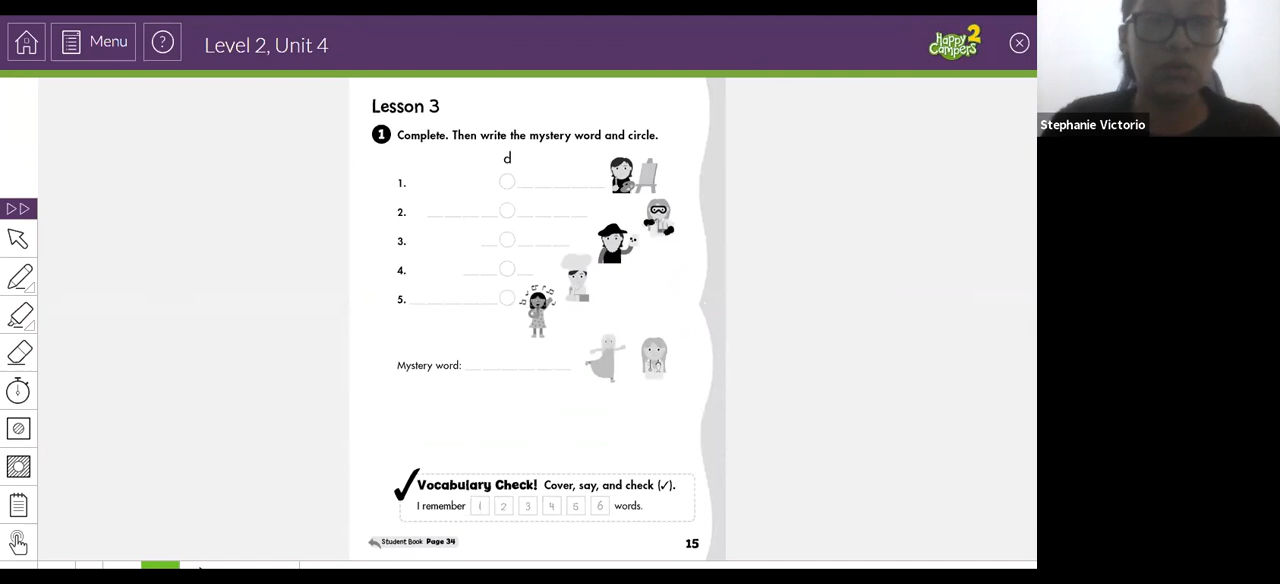 Menu
?
Level 2, Unit 4
Happy Campers 2
Stephanie Victorio
Lesson 3
1 Complete. Then write the mystery word and circle.
d
1.
2.
3.
4.
5.
Mystery word:
Vocabulary Check! Cover, say, and check (✓).
I remember 1 2 3 4 5 6 words.
Student Book Page 34
15